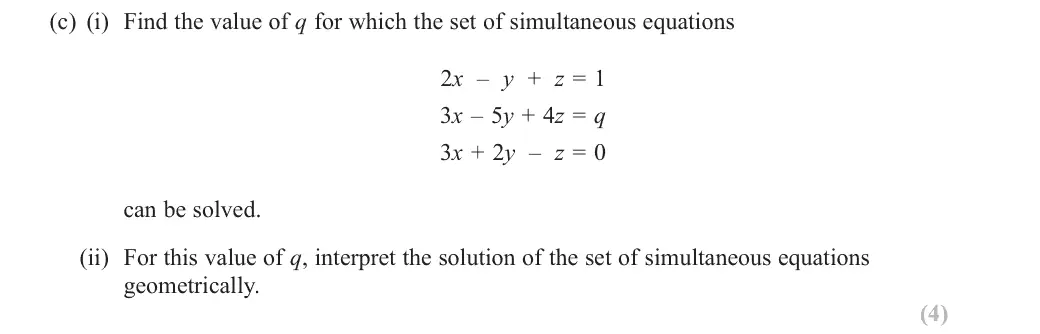 (c) (i) Find the value of q for which the set of simultaneous equations
2x – y + z = 1
3x – 5y + 4z = q
3x + 2y – z = 0
can be solved.
(ii) For this value of q, interpret the solution of the set of simultaneous equations
geometrically.
(4)